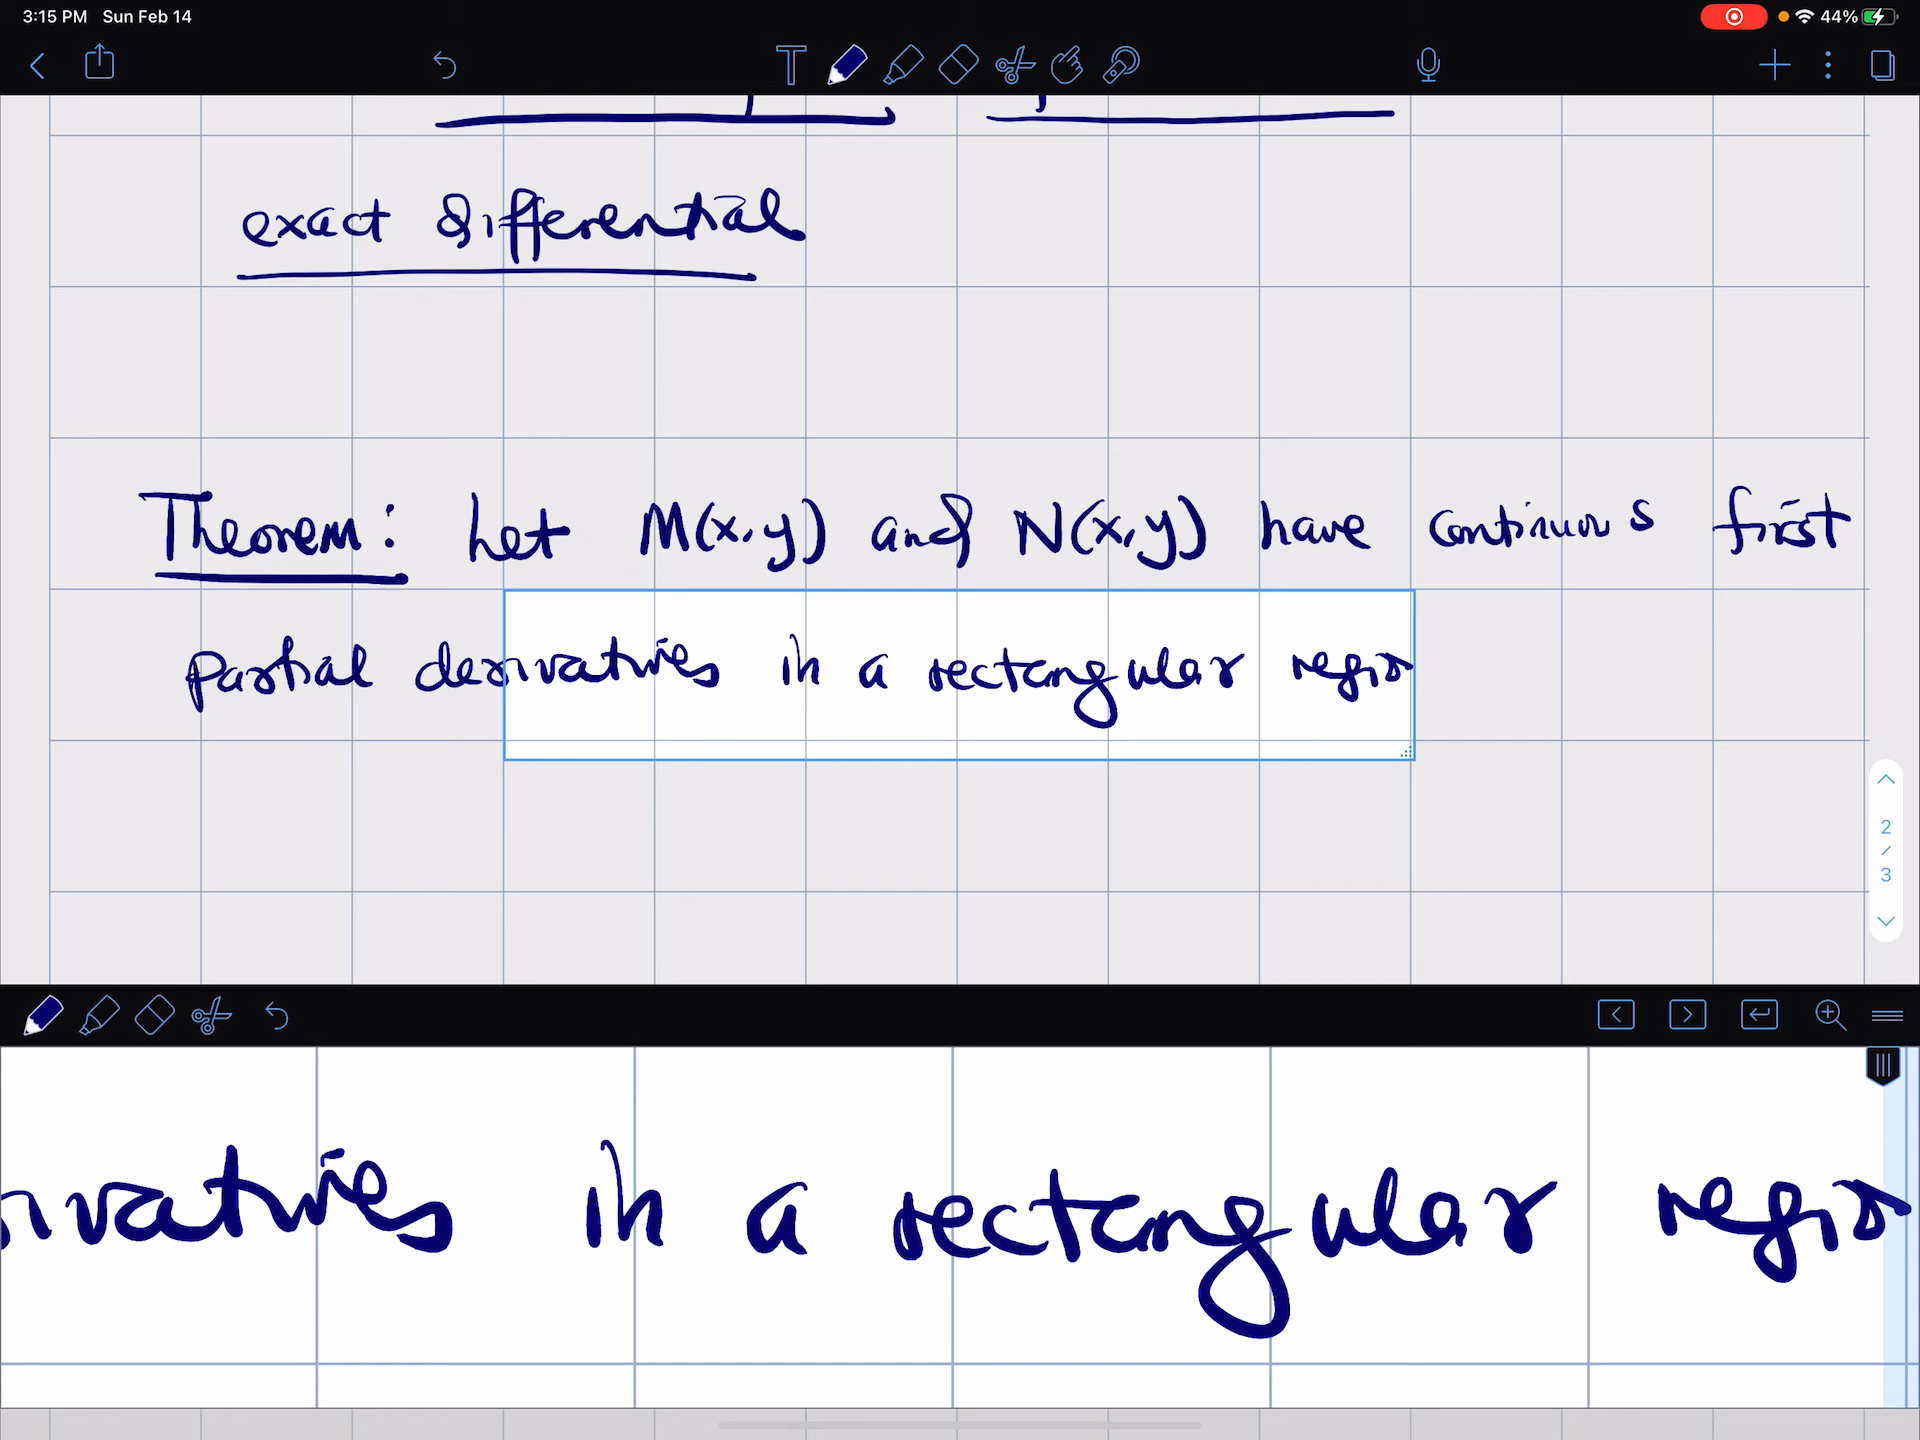 3:15 PM Sun Feb 14
44%
exact differential
Theorem: Let M(x,y) and N(x,y) have continuous first
partial derivatives in a rectangular regio
2
/
3
rivatives in a rectangular regio